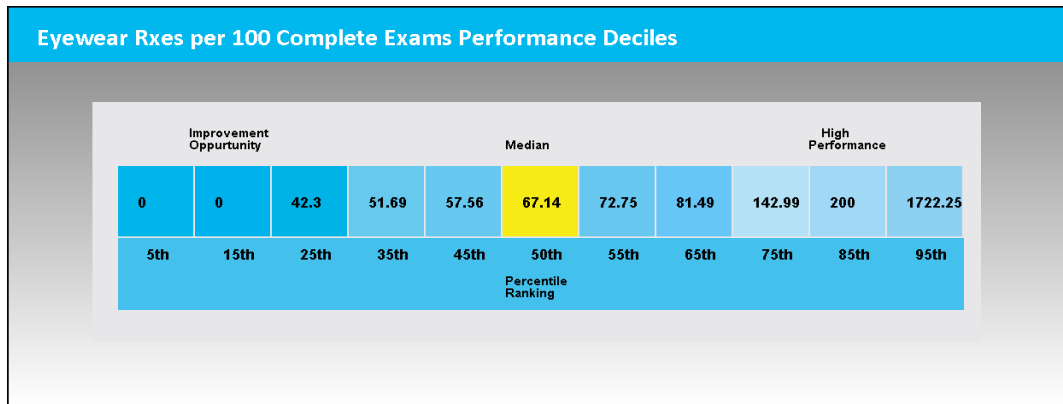 Eyewear Rxes per 100 Complete Exams Performance Deciles
Improvement
Oppurtunity
Median
High
Performance
0 0 42.3 51.69 57.56 67.14 72.75 81.49 142.99 200 1722.25
5th 15th 25th 35th 45th 50th 55th 65th 75th 85th 95th
Percentile
Ranking